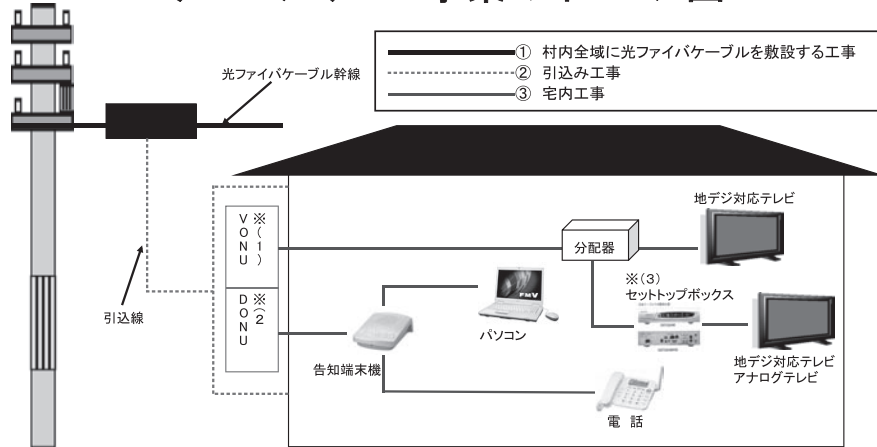 ① 村内全域に光ファイバケーブルを敷設する工事
② 引込み工事
③ 宅内工事
光ファイバケーブル幹線
引込線
VONU
※(1)
DONU
※(2
告知端末機
パソコン
電 話
分配器
地デジ対応テレビ
※(3)
セットトップボックス
地デジ対応テレビ
アナログテレビ
FMV